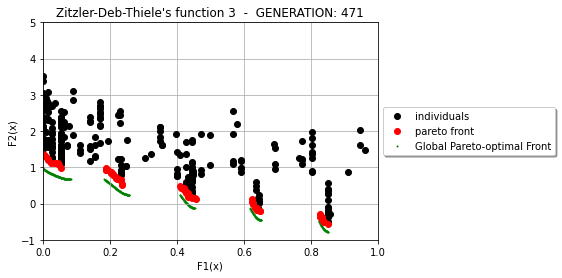 Zitzler-Deb-Thiele's function 3 - GENERATION: 471
5
4
3
2
1
0
−1
F2(x)
0.0 0.2 0.4 0.6 0.8 1.0
F1(x)
individuals
pareto front
Global Pareto-optimal Front